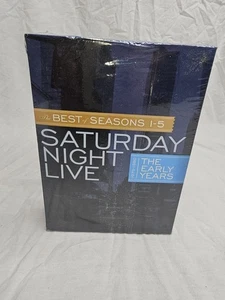 The BEST of SEASONS 1-5
SATURDAY
NIGHT
LIVE
THE
EARLY
YEARS